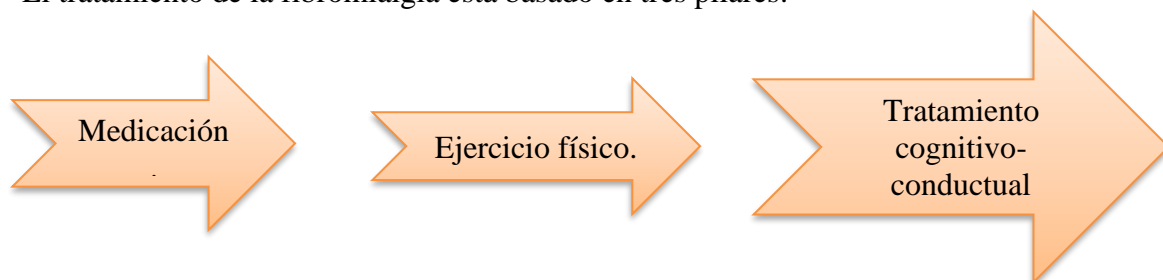 El tratamiento de la fibromialgia está basado en tres pilares:
Medicación
.
Ejercicio físico.
Tratamiento
cognitivo-
conductual